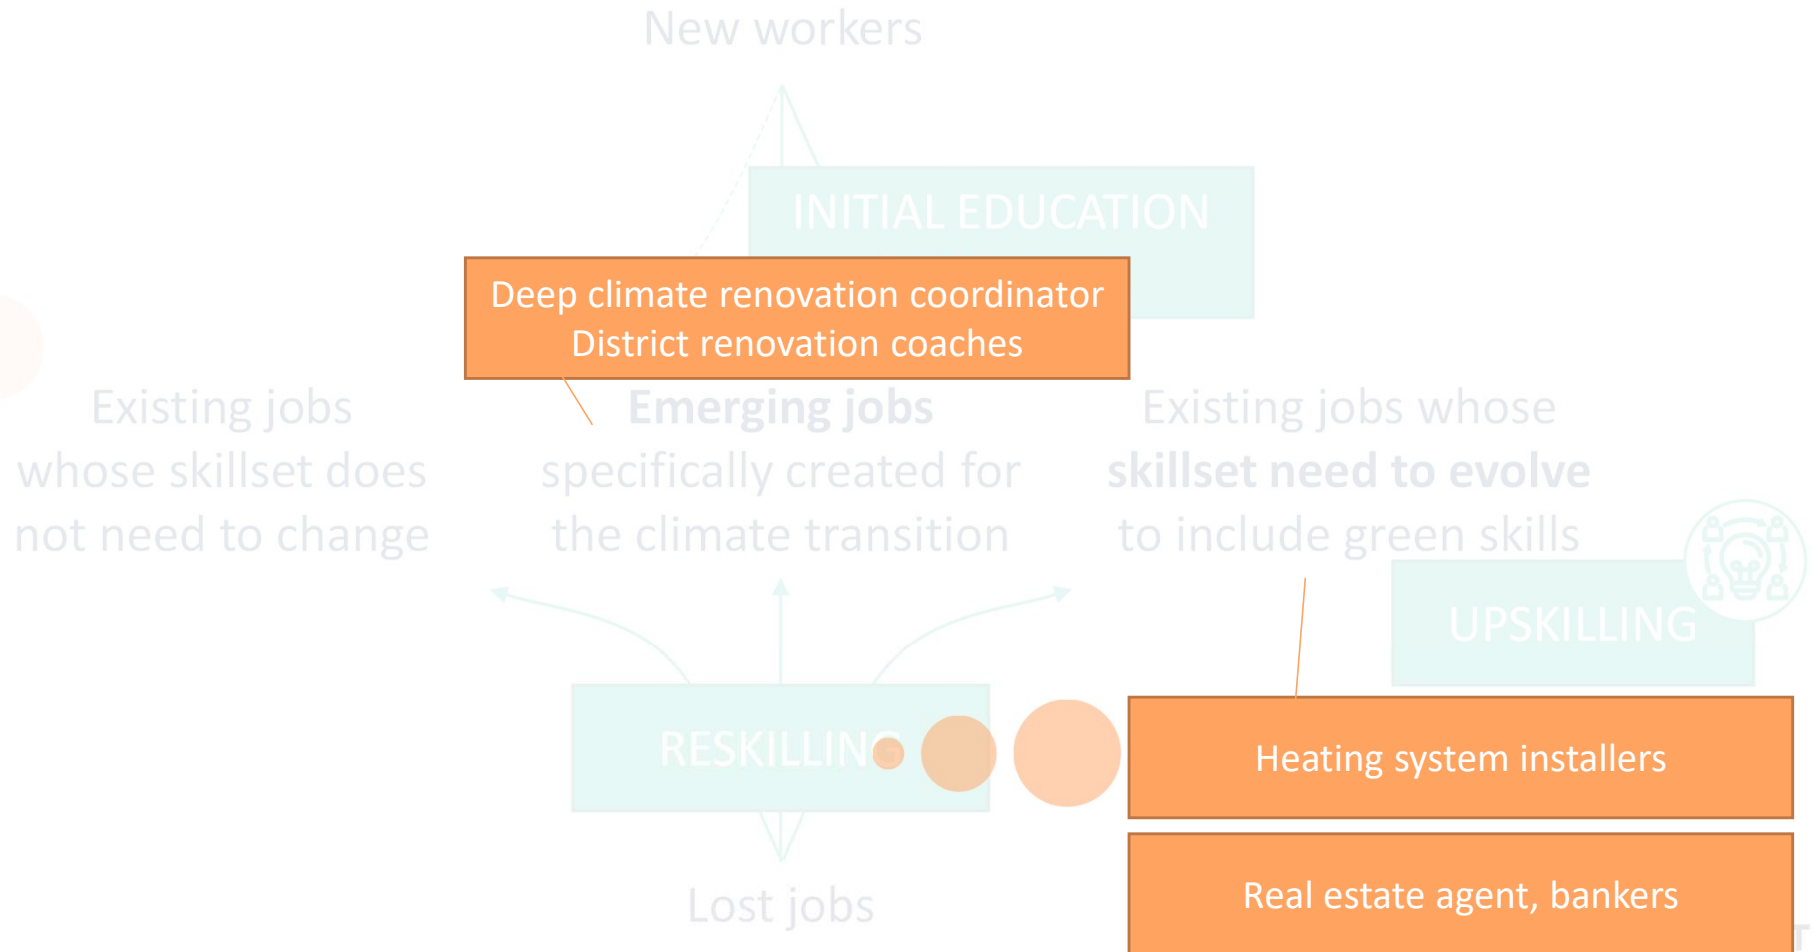 New workers
INITIAL EDUCATION
Deep climate renovation coordinator
District renovation coaches
Existing jobs
whose skillset does
not need to change
Emerging jobs
specifically created for
the climate transition
Existing jobs whose
skillset need to evolve
to include green skills
UPSKILLING
RESKILLING
Heating system installers
Lost jobs
Real estate agent, bankers